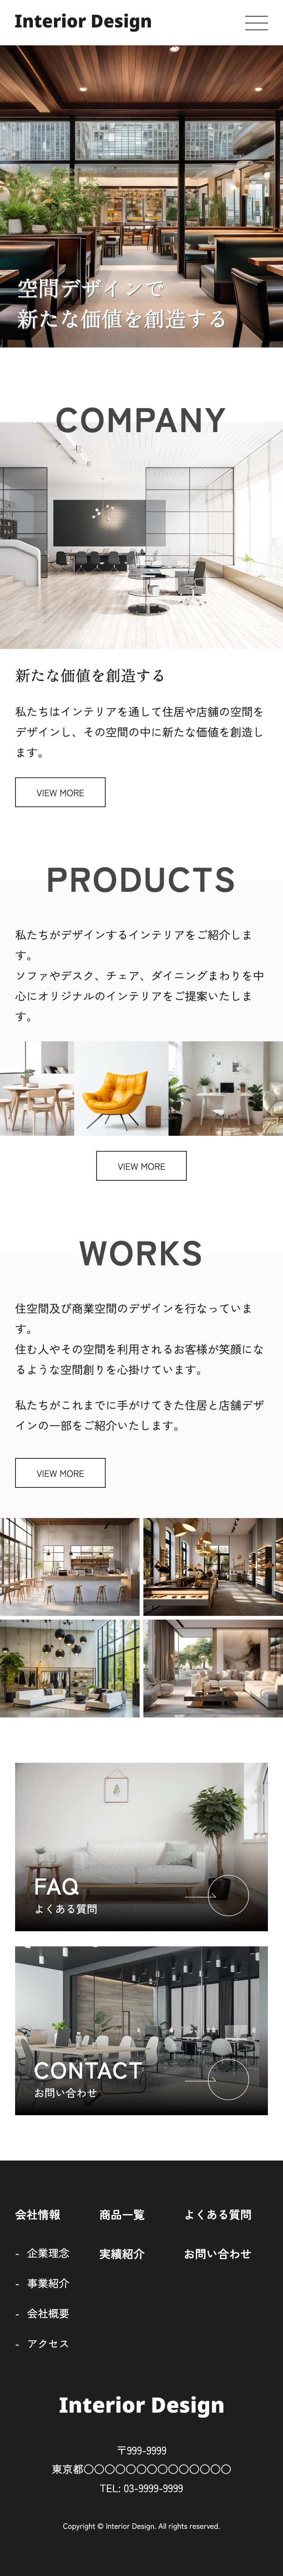 Interior Design
空間デザインで
新たな価値を創造する
COMPANY
新たな価値を創造する
私たちはインテリアを通して住居や店舗の空間を
デザインし、その空間の中に新たな価値を創造し
ます。
VIEW MORE
PRODUCTS
私たちがデザインするインテリアをご紹介しま
す。
ソファやデスク、チェア、ダイニングまわりを中
心にオリジナルのインテリアをご提案いたしま
す。
VIEW MORE
WORKS
住空間及び商業空間のデザインを行なっていま
す。
住む人やその空間を利用されるお客様が笑顔にな
るような空間創りを心掛けています。
私たちがこれまでに手がけてきた住居と店舗デザ
インの一部をご紹介いたします。
VIEW MORE
FAQ
よくある質問
CONTACT
お問い合わせ
会社情報 商品一覧 よくある質問
- 企業理念 実績紹介 お問い合わせ
- 事業紹介
- 会社概要
- アクセス
Interior Design
〒999-9999
東京都〇〇〇〇〇〇〇〇〇〇〇〇〇〇
TEL: 03-9999-9999
Copyright © Interior Design. All rights reserved.